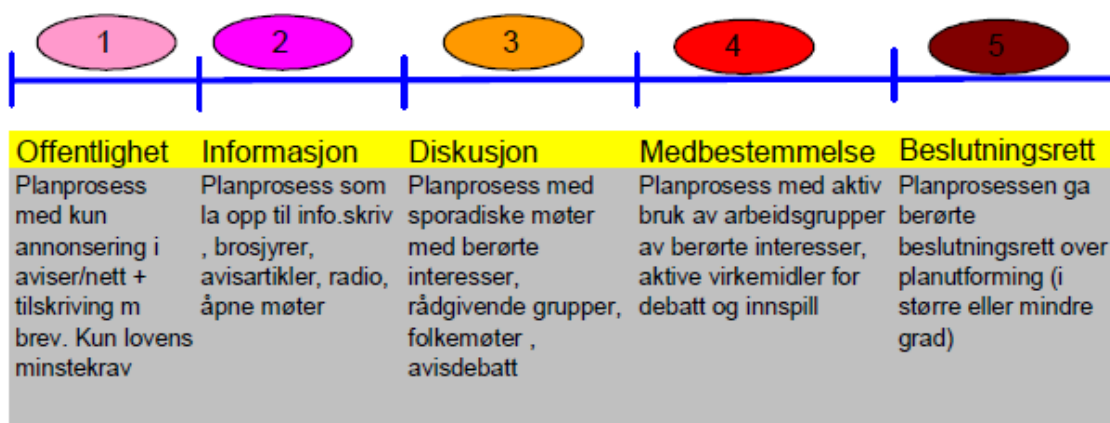 1
2
3
4
5
Offentlighet
Planprosess
med kun
annonsering i
aviser/nett +
tilskriving m
brev. Kun lovens
minstekrav
Informasjon
Planprosess som
la opp til info.skriv
, brosjyrer,
avisartikler, radio,
åpne møter
Diskusjon
Planprosess med
sporadiske møter
med berørte
interesser,
rådgivende grupper,
folkemøter ,
avisdebatt
Medbestemmelse
Planprosess med aktiv
bruk av arbeidsgrupper
av berørte interesser,
aktive virkemidler for
debatt og innspill
Beslutningsrett
Planprosessen ga
berørte
beslutningsrett over
planutforming (i
større eller mindre
grad)